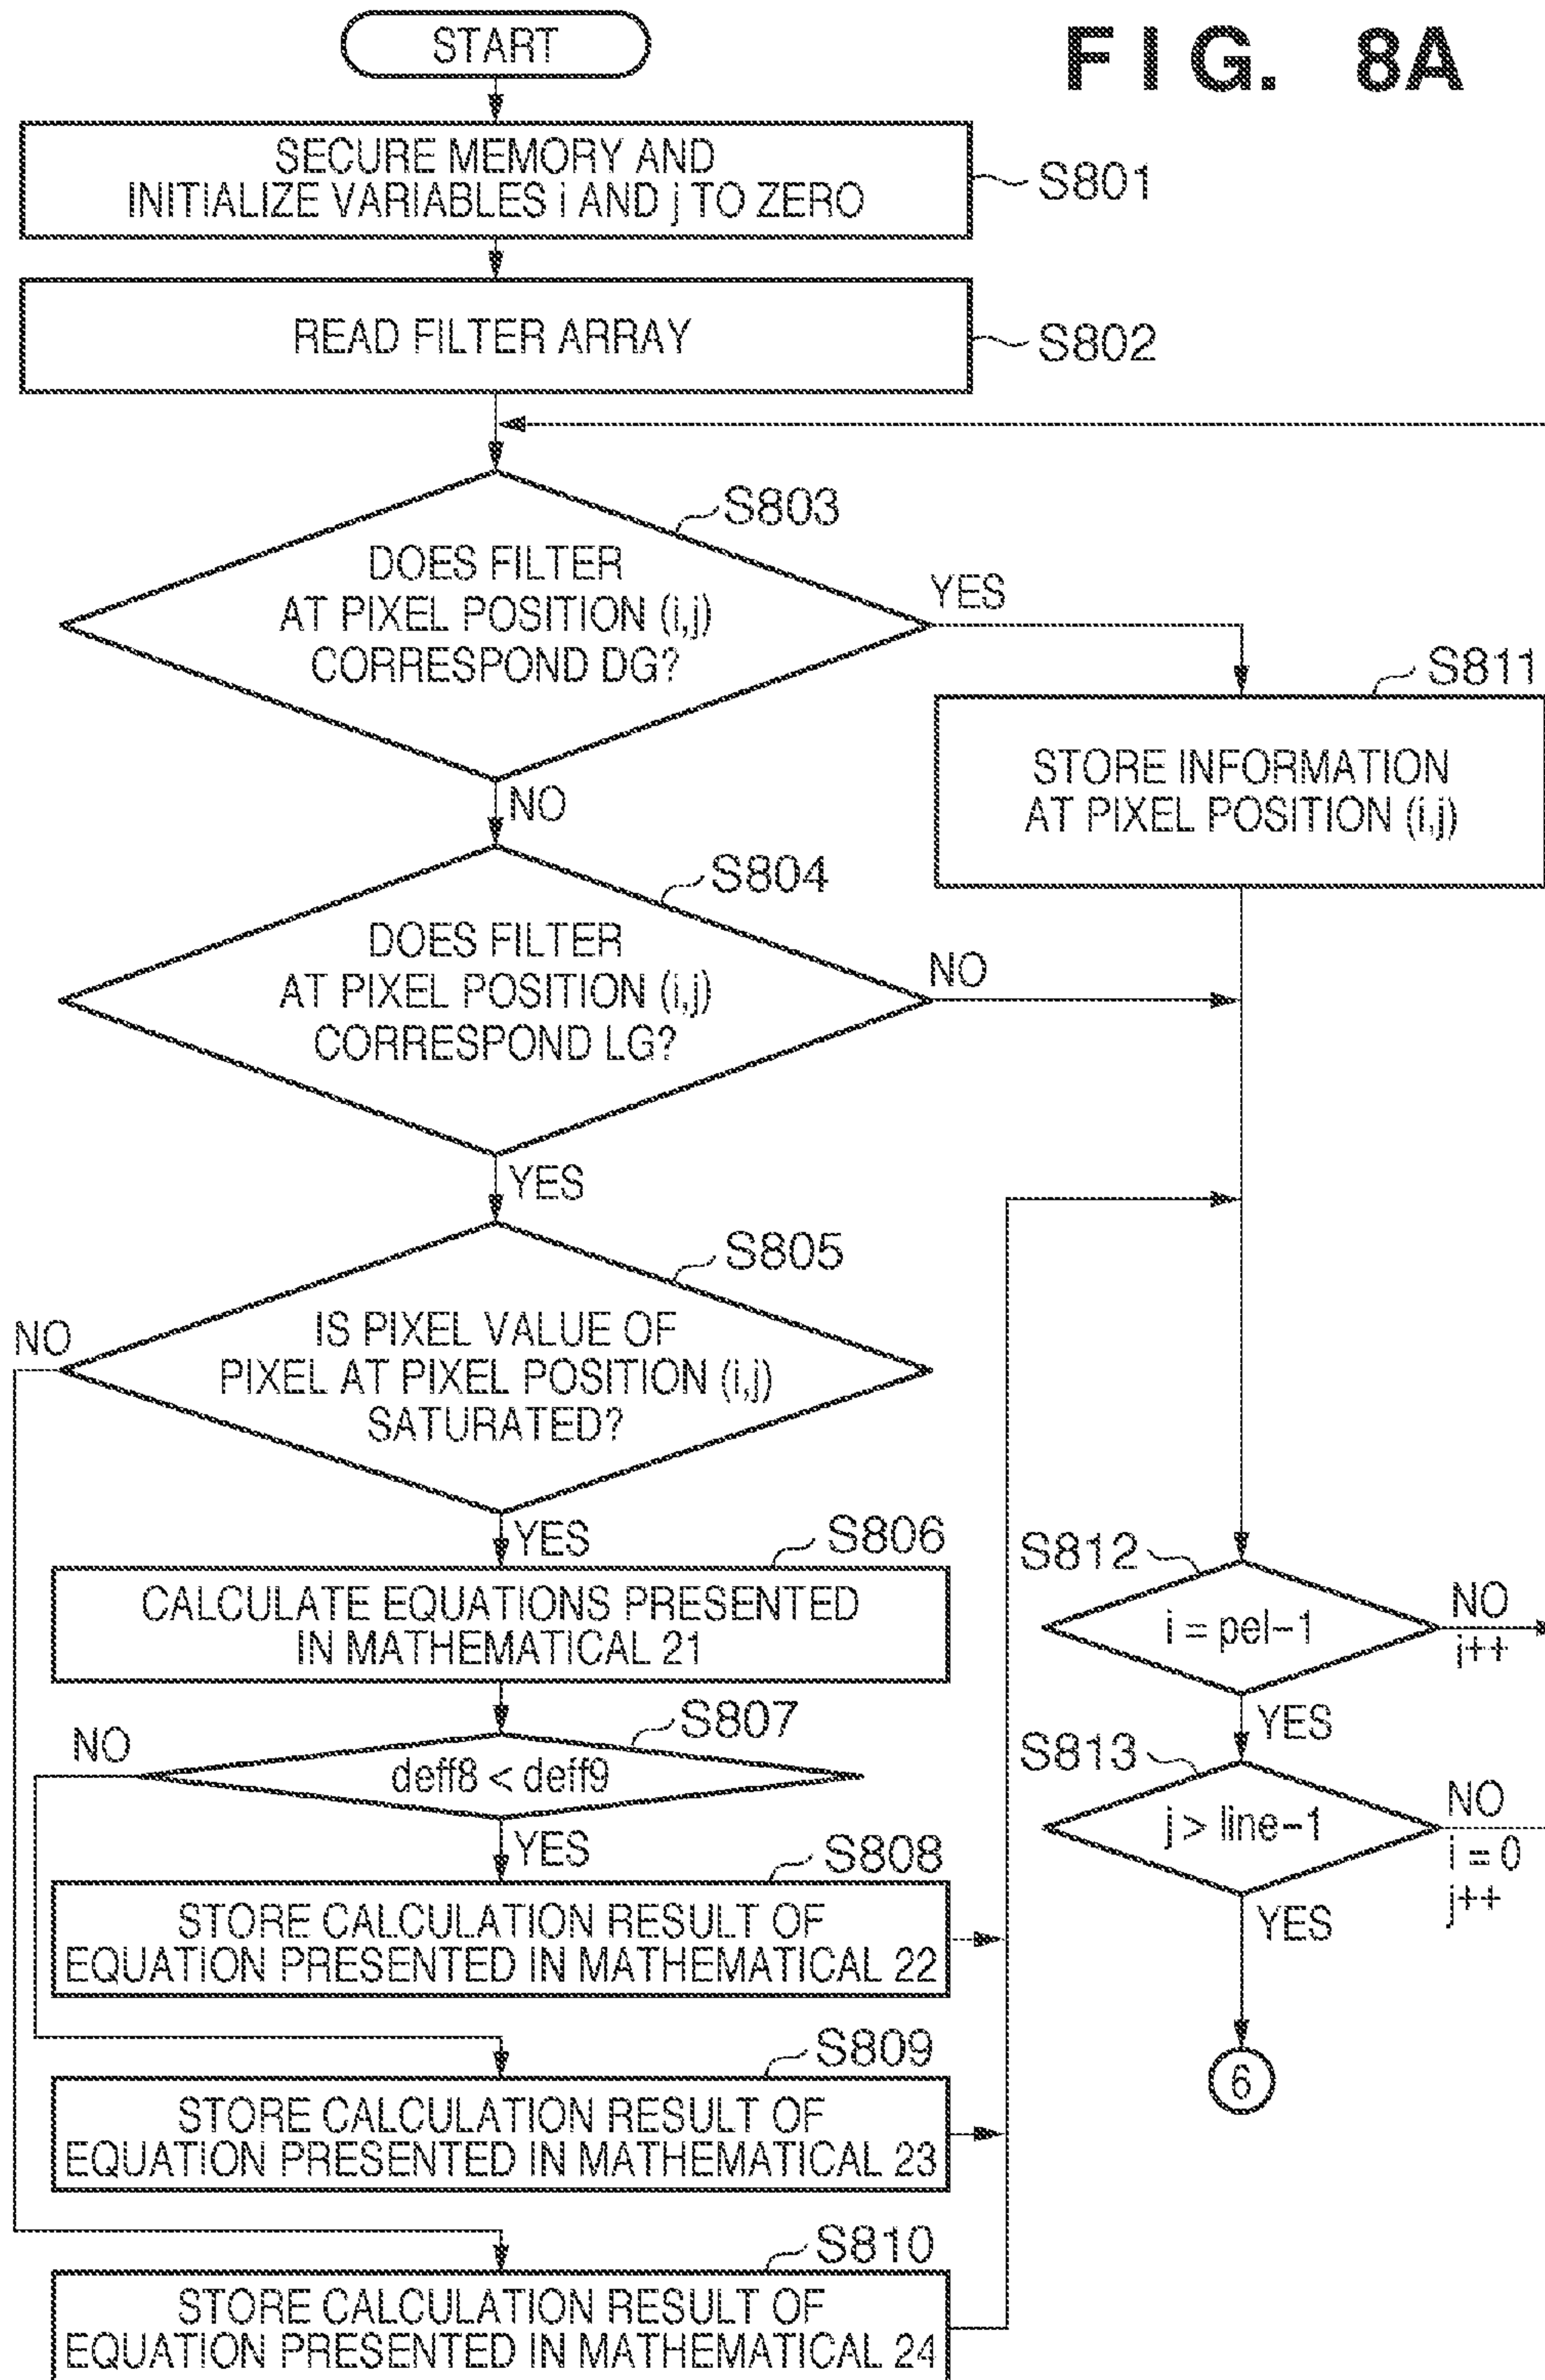 FIG. 8A
START
SECURE MEMORY AND
INITIALIZE VARIABLES i AND j TO ZERO
S801
READ FILTER ARRAY
S802
S803
DOES FILTER
AT PIXEL POSITION (i,j)
CORRESPOND DG?
YES
NO
S811
STORE INFORMATION
AT PIXEL POSITION (i,j)
S804
DOES FILTER
AT PIXEL POSITION (i,j)
CORRESPOND LG?
NO
YES
S805
IS PIXEL VALUE OF
PIXEL AT PIXEL POSITION (i,j)
SATURATED?
NO
YES
S806
CALCULATE EQUATIONS PRESENTED
IN MATHEMATICAL 21
S807
deff8 < deff9
NO
YES
S808
STORE CALCULATION RESULT OF
EQUATION PRESENTED IN MATHEMATICAL 22
S809
STORE CALCULATION RESULT OF
EQUATION PRESENTED IN MATHEMATICAL 23
S810
STORE CALCULATION RESULT OF
EQUATION PRESENTED IN MATHEMATICAL 24
S812
i = pel-1
NO
i++
YES
S813
j > line-1
NO
i = 0
j++
YES
6